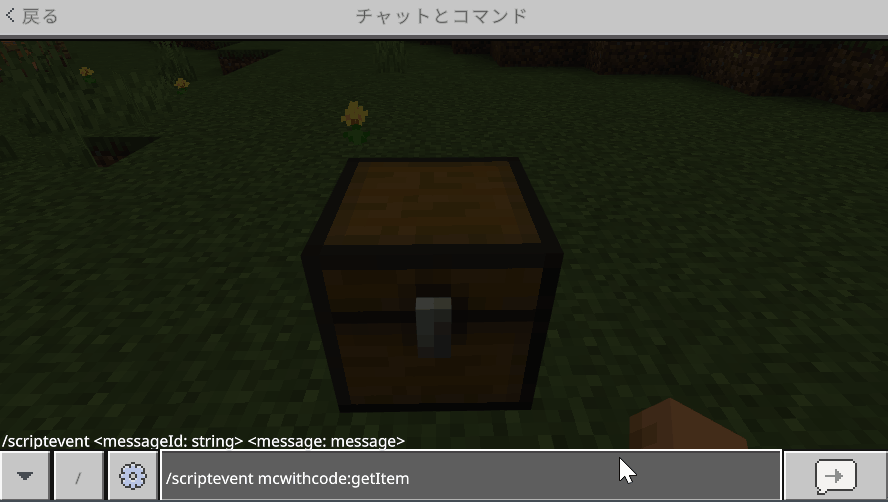 戻る
チャットとコマンド
/scriptevent <messageId: string> <message: message>
/
/scriptevent mcwithcode:getItem